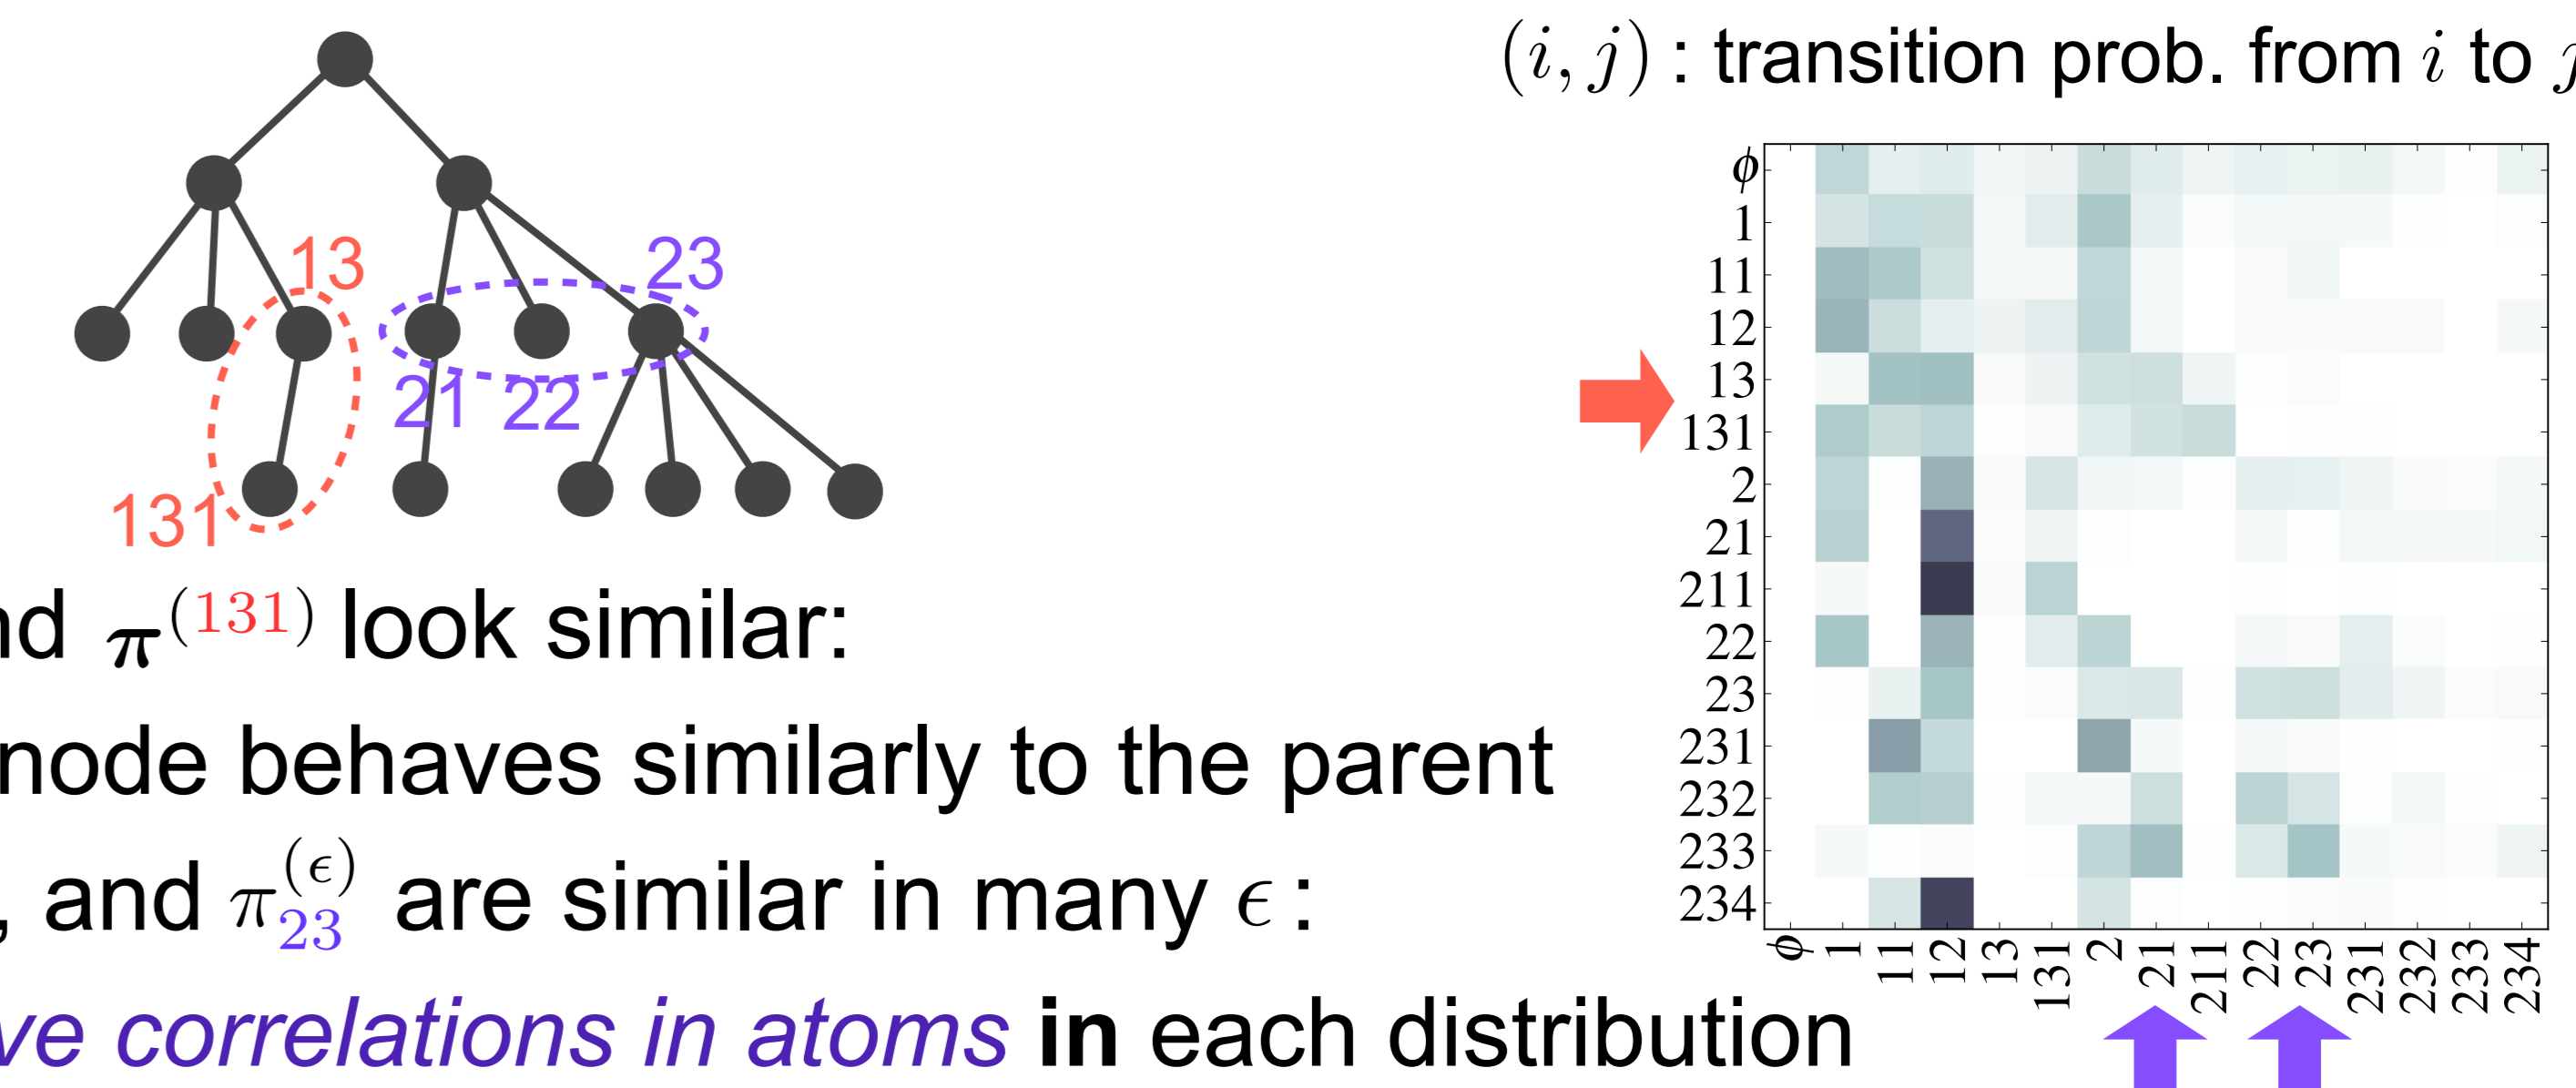 (i, j) : transition prob. from i to j
13
23
21
22
131
ϕ
1
11
12
13
131
2
21
211
22
23
231
232
233
234
ϕ 1 11 12 13 131 2 21 211 22 23 231 232 233 234
nd π^(131) look similar:
node behaves similarly to the parent
, and π_23^(ϵ) are similar in many ϵ :
ve correlations in atoms in each distribution